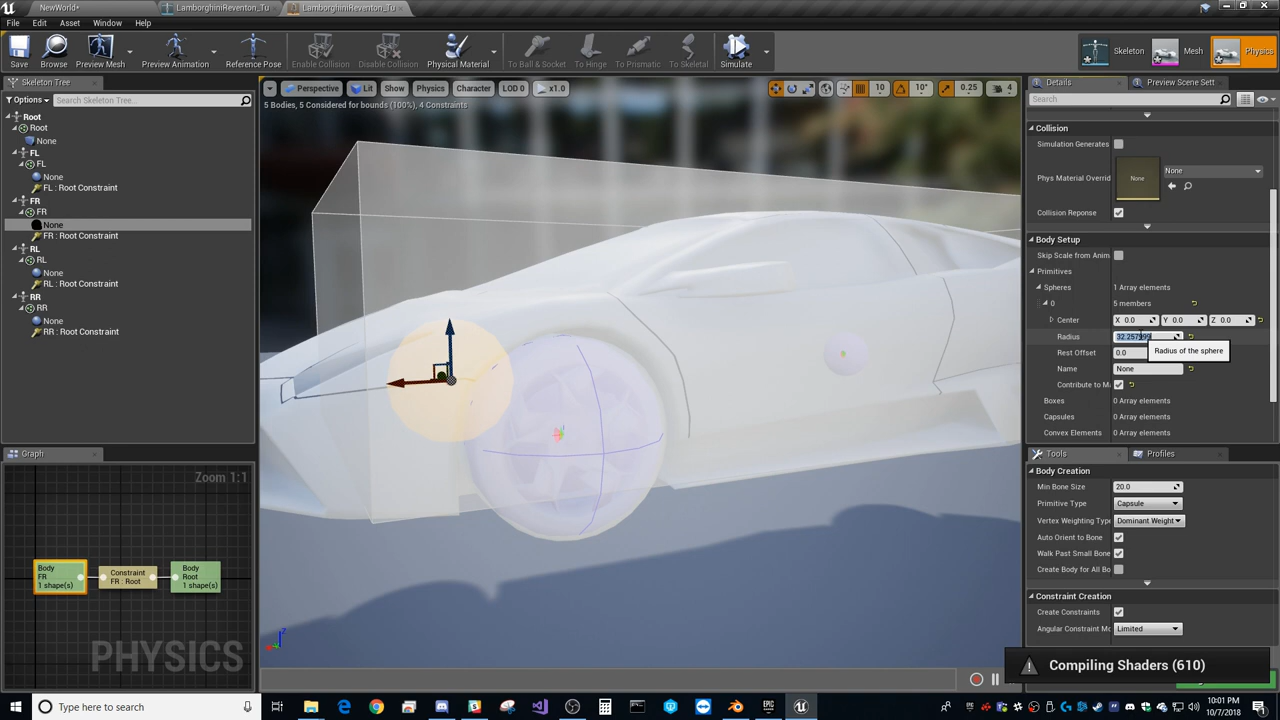 NewWorld*
LamborghiniReventon_Tu
LamborghiniReventon_Tu
File Edit Asset Window Help
Save
Browse
Preview Mesh
Preview Animation
Reference Pose
Enable Collection
Disable Collection
Physical Material
To Ball & Socket
To Hinge
To Prismatic
To Skeletal
Simulate
Skeleton
Mesh
Physics
Skeleton Tree
Options
Search Skeleton Tree...
Root
Root
None
FL
FL
None
FL : Root Constraint
FR
FR
None
FR : Root Constraint
RL
RL
None
RL : Root Constraint
RR
RR
None
RR : Root Constraint
Graph
Zoom 1:1
Body
FR
1 shape(s)
Constraint
FR : Root
Body
Root
1 shape(s)
PHYSICS
Perspective Lit Show Physics Character LOD 0 x1.0
10 10° 0.25 4
5 Bodies, 5 Considered for bounds (100%), 4 Constraints
z
Details
Preview Scene Sett
Search
Collision
Simulation Generates
Phys Material Overrid
None
None
Collision Reponse
Body Setup
Skip Scale from Anim
Primitives
Spheres 1 Array elements
0 5 members
Center X 0.0 Y 0.0 Z 0.0
Radius
Radius of the sphere
Rest Offset 0.0
Name None
Contribute to M
Boxes 0 Array elements
Capsules 0 Array elements
Convex Elements 0 Array elements
Tools
Profiles
Body Creation
Min Bone Size 20.0
Primitive Type Capsule
Vertex Weighting Typ Dominant Weight
Auto Orient to Bone
Walk Past Small Bone
Create Body for All Bo
Constraint Creation
Create Constraints
Angular Constraint Mo Limited
Compiling Shaders (610)
Type here to search
10:01 PM
10/7/2018